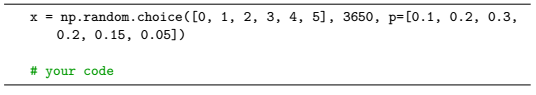 x = np.random.choice([0, 1, 2, 3, 4, 5], 3650, p=[0.1, 0.2, 0.3,
0.2, 0.15, 0.05])
# your code